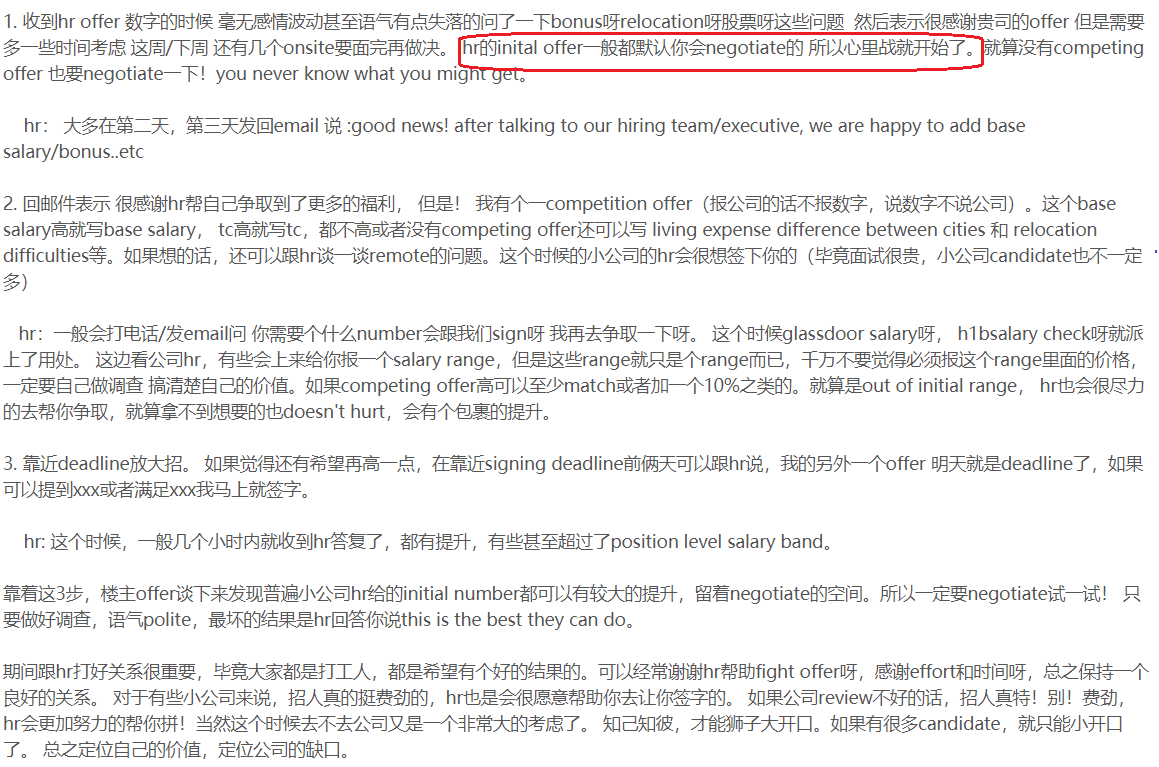 1. 收到hr offer 数字的时候 毫无感情波动甚至语气有点失落的问了一下bonus呀relocation呀股票呀这些问题  然后表示很感谢贵司的offer 但是需要
多一些时间考虑 这周/下周 还有几个onsite要面完再做决。 hr的inital offer一般都默认你会negotiate的 所以心里战就开始了。 就算没有competing
offer 也要negotiate一下！you never know what you might get。
hr： 大多在第二天，第三天发回email 说 :good news! after talking to our hiring team/executive, we are happy to add base
salary/bonus..etc
2. 回邮件表示 很感谢hr帮自己争取到了更多的福利， 但是！ 我有个一competition offer（报公司的话不报数字，说数字不说公司）。这个base
salary高就写base salary， tc高就写tc，都不高或者没有competing offer还可以写 living expense difference between cities 和 relocation
difficulties等。如果想的话，还可以跟hr谈一谈remote的问题。这个时候的小公司的hr会很想签下你的（毕竟面试很贵，小公司candidate也不一定
多）
hr：一般会打电话/发email问 你需要个什么number会跟我们sign呀 我再去争取一下呀。 这个时候glassdoor salary呀， h1bsalary check呀就派
上了用处。 这边看公司hr，有些会上来给你报一个salary range，但是这些range就只是个range而已，千万不要觉得必须报这个range里面的价格，
一定要自己做调查 搞清楚自己的价值。如果competing offer高可以至少match或者加一个10%之类的。就算是out of initial range， hr也会很尽力
的去帮你争取，就算拿不到想要的也doesn't hurt，会有个包裹的提升。
3. 靠近deadline放大招。 如果觉得还有希望再高一点，在靠近signing deadline前俩天可以跟hr说，我的另外一个offer 明天就是deadline了，如果
可以提到xxx或者满足xxx我马上就签字。
hr: 这个时候，一般几个小时内就收到hr答复了，都有提升，有些甚至超过了position level salary band。
靠着这3步，楼主offer谈下来发现普遍小公司hr给的initial number都可以有较大的提升，留着negotiate的空间。所以一定要negotiate试一试！ 只
要做好调查，语气polite，最坏的结果是hr回答你说this is the best they can do。
期间跟hr打好关系很重要，毕竟大家都是打工人，都是希望有个好的结果的。可以经常谢谢hr帮助fight offer呀，感谢effort和时间呀，总之保持一个
良好的关系。 对于有些小公司来说，招人真的挺费劲的，hr也是会很愿意帮助你去让你签字的。 如果公司review不好的话，招人真特！别！费劲，
hr会更加努力的帮你拼！当然这个时候去不去公司又是一个非常大的考虑了。 知己知彼，才能狮子大开口。如果有很多candidate，就只能小开口
了。 总之定位自己的价值，定位公司的缺口。